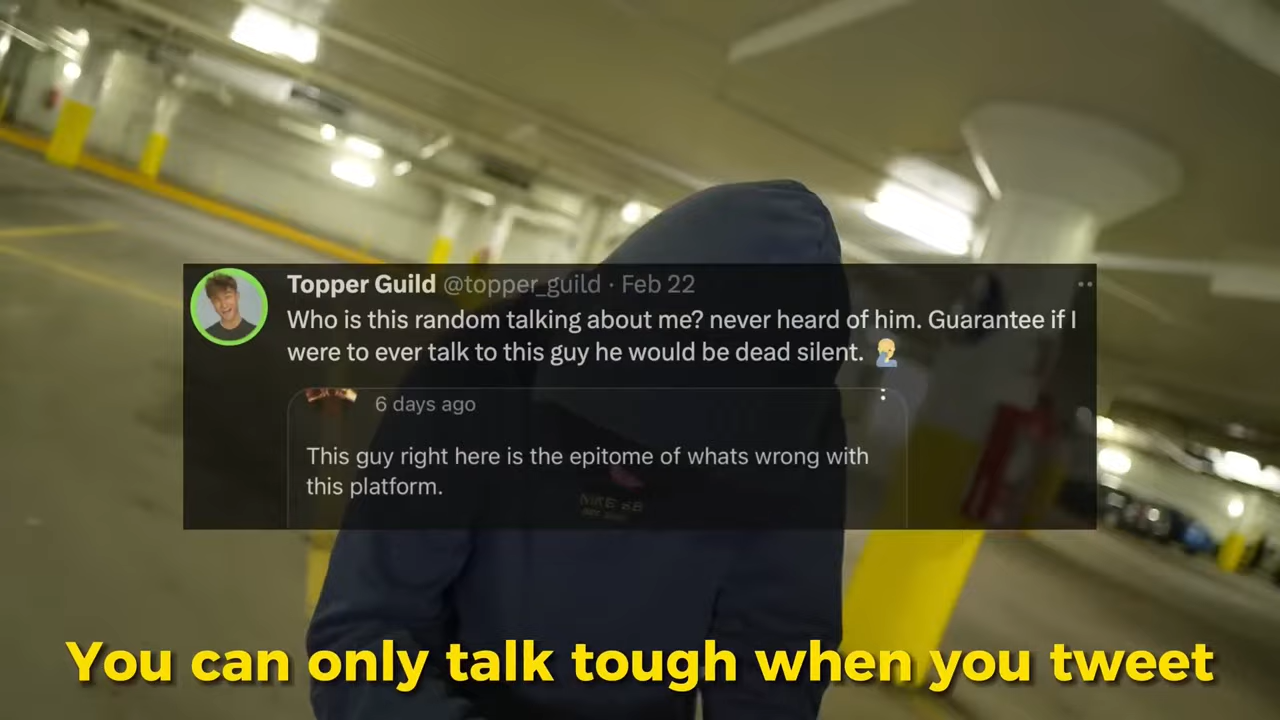 Topper Guild @topper_guild · Feb 22
Who is this random talking about me? never heard of him. Guarantee if I
were to ever talk to this guy he would be dead silent. 🤦🏼‍♂️
6 days ago
This guy right here is the epitome of whats wrong with
this platform.
NIKE SB
You can only talk tough when you tweet